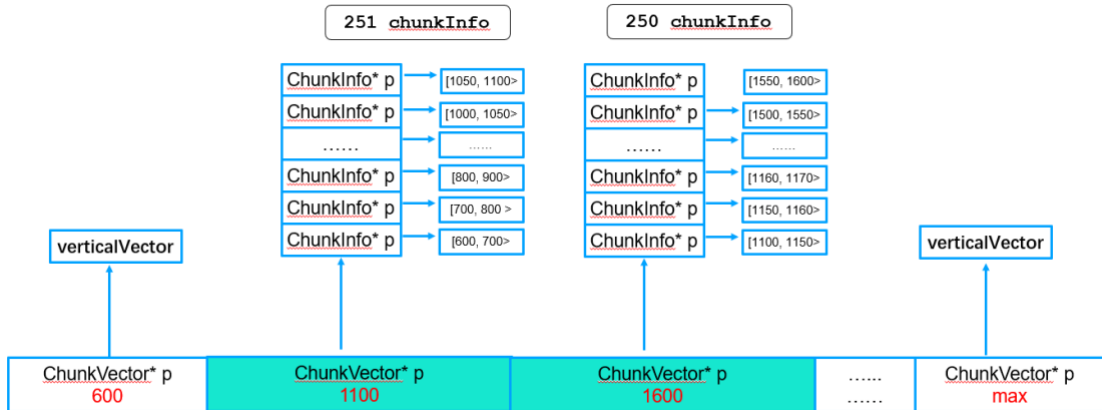 251 chunkInfo
250 chunkInfo
ChunkInfo* p
[1050, 1100>
ChunkInfo* p
[1000, 1050>
......
......
ChunkInfo* p
[800, 900>
ChunkInfo* p
[700, 800 >
ChunkInfo* p
[600, 700>
ChunkInfo* p
[1550, 1600>
ChunkInfo* p
[1500, 1550>
......
......
ChunkInfo* p
[1160, 1170>
ChunkInfo* p
[1150, 1160>
ChunkInfo* p
[1100, 1150>
verticalVector
verticalVector
ChunkVector* p
600
ChunkVector* p
1100
ChunkVector* p
1600
......
......
ChunkVector* p
max